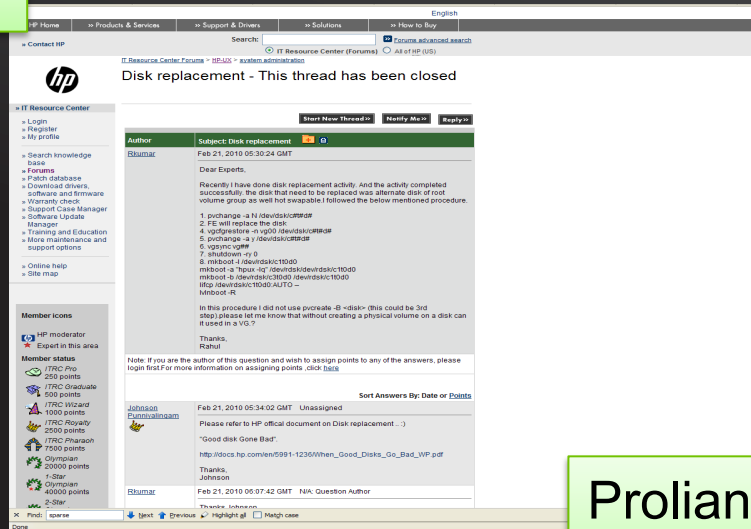 English
HP Home » Products & Services » Support & Drivers » Solutions » How to Buy
» Contact HP
Search:
» Forums advanced search
IT Resource Center (Forums) All of HP (US)
IT Resource Center Forums > HP-UX > system administration
hp
Disk replacement - This thread has been closed
» IT Resource Center
» Login
» Register
» My profile
» Search knowledge base
» Forums
» Patch database
» Download drivers, software and firmware
» Warranty check
» Support Case Manager
» Software Update Manager
» Training and Education
» More maintenance and support options
» Online help
» Site map
Member icons
HP moderator
Expert in this area
Member status
ITRC Pro
250 points
ITRC Graduate
500 points
ITRC Wizard
1000 points
ITRC Royalty
2500 points
ITRC Pharaoh
7500 points
Olympian
20000 points
1-Star
Olympian
40000 points
2-Star
Start New Thread» Notify Me» Reply»
Author Subject: Disk replacement
Rkumar Feb 21, 2010 05:30:24 GMT
Dear Experts,
Recently I have done disk replacement activity. And the activity completed
successfully. the disk that need to be replaced was alternate disk of root
volume group as well hot swapable.I followed the below mentioned procedure.
1. pvchange -a N /dev/dsk/c#t#d#
2. FE will replace the disk
4. vgcfgrestore -n vg00 /dev/dsk/c#t#d#
5. pvchange -a y /dev/dsk/c#t#d#
6. vgsync vg##
7. shutdown -ry 0
8. mkboot -l /dev/rdsk/c1t0d0
mkboot -a "hpux -lq" /dev/rdsk/dev/rdsk/c1t0d0
mkboot -b /dev/rdsk/c3t0d0 /dev/rdsk/c1t0d0
lifcp /dev/rdsk/c1t0d0:AUTO –
lvlnboot -R
In this procedure I did not use pvcreate -B <disk> (this could be 3rd
step).please let me know that without creating a physical volume on a disk can
it used in a VG.?
Thanks,
Rahul
Note: If you are the author of this question and wish to assign points to any of the answers, please
login first.For more information on assigning points ,click here
Sort Answers By: Date or Points
Johnson Punniyalingam Feb 21, 2010 05:34:02 GMT Unassigned
Please refer to HP offical document on Disk replacement .. :)
"Good disk Gone Bad".
http://docs.hp.com/en/5991-1236/When_Good_Disks_Go_Bad_WP.pdf
Thanks,
Johnson
Rkumar Feb 21, 2010 06:07:42 GMT N/A: Question Author
Thanks Johnson
Find: sparse Next Previous Highlight all Match case
Done
Prolian